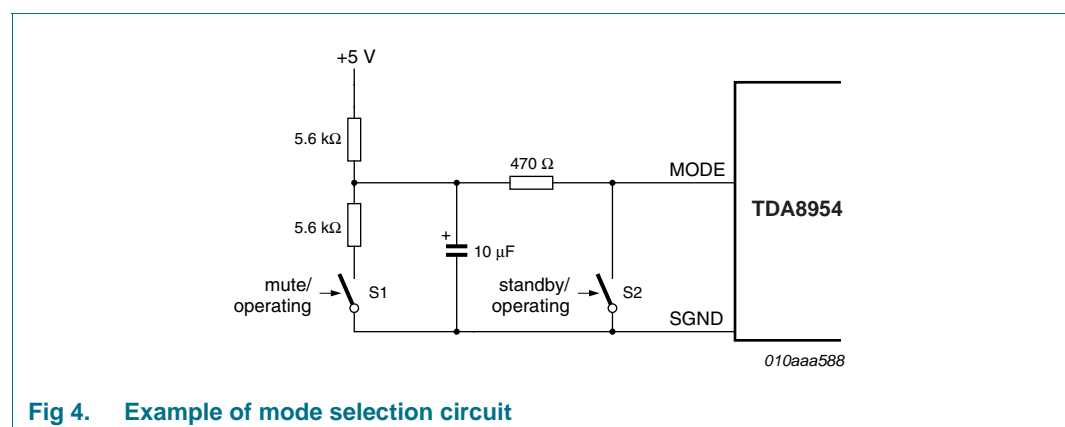 +5 V
5.6 kΩ
470 Ω
MODE
TDA8954
5.6 kΩ
+
10 μF
mute/
operating
S1
standby/
operating
S2
SGND
010aaa588
Fig 4. Example of mode selection circuit